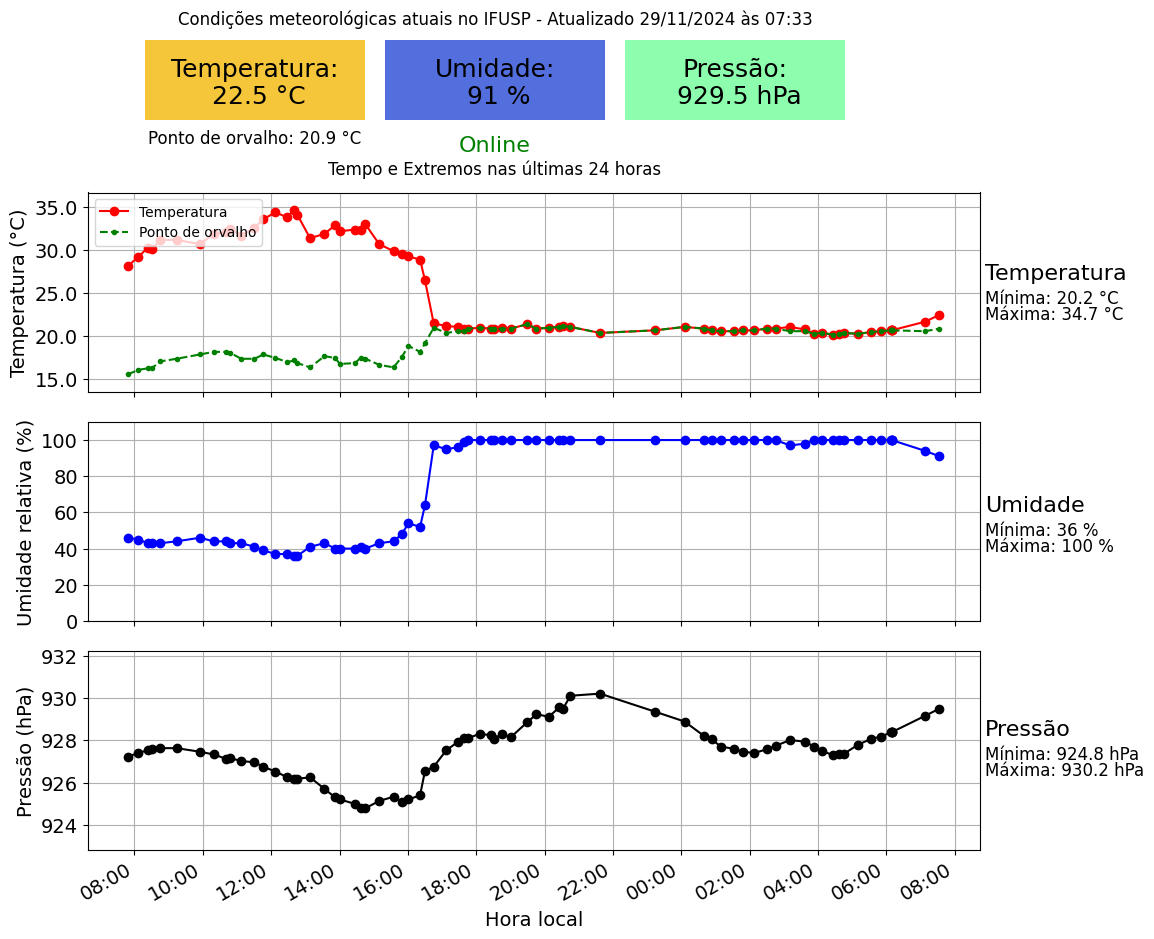 Condições meteorológicas atuais no IFUSP - Atualizado 29/11/2024 às 07:33
Temperatura:
22.5 °C
Umidade:
91 %
Pressão:
929.5 hPa
Ponto de orvalho: 20.9 °C
Online
Tempo e Extremos nas últimas 24 horas
Temperatura (°C)
35.0
30.0
25.0
20.0
15.0
Temperatura
Ponto de orvalho
Temperatura
Mínima: 20.2 °C
Máxima: 34.7 °C
Umidade relativa (%)
100
80
60
40
20
0
Umidade
Mínima: 36 %
Máxima: 100 %
Pressão (hPa)
932
930
928
926
924
Pressão
Mínima: 924.8 hPa
Máxima: 930.2 hPa
08:00 10:00 12:00 14:00 16:00 18:00 20:00 22:00 00:00 02:00 04:00 06:00 08:00
Hora local